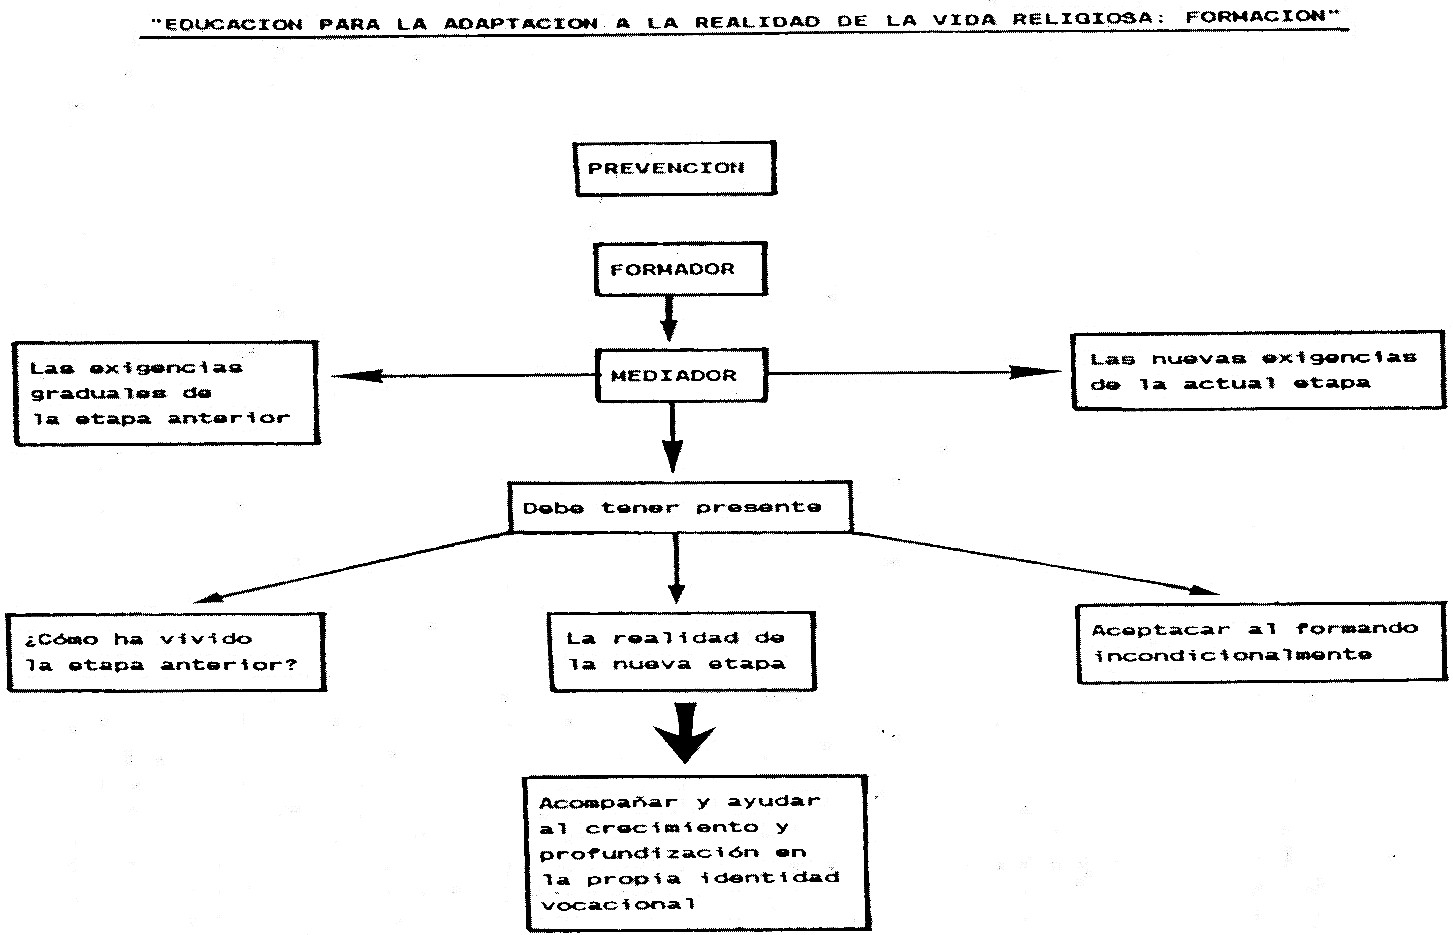 "EDUCACION PARA LA ADAPTACION A LA REALIDAD DE LA VIDA RELIGIOSA: FORMACION"
PREVENCION
FORMADOR
Las exigencias
graduales de
la etapa anterior
MEDIADOR
Las nuevas exigencias
de la actual etapa
Debe tener presente
¿Cómo ha vivido
la etapa anterior?
La realidad de
la nueva etapa
Aceptacar al formando
incondicionalmente
Acompañar y ayudar
al crecimiento y
profundización en
la propia identidad
vocacional